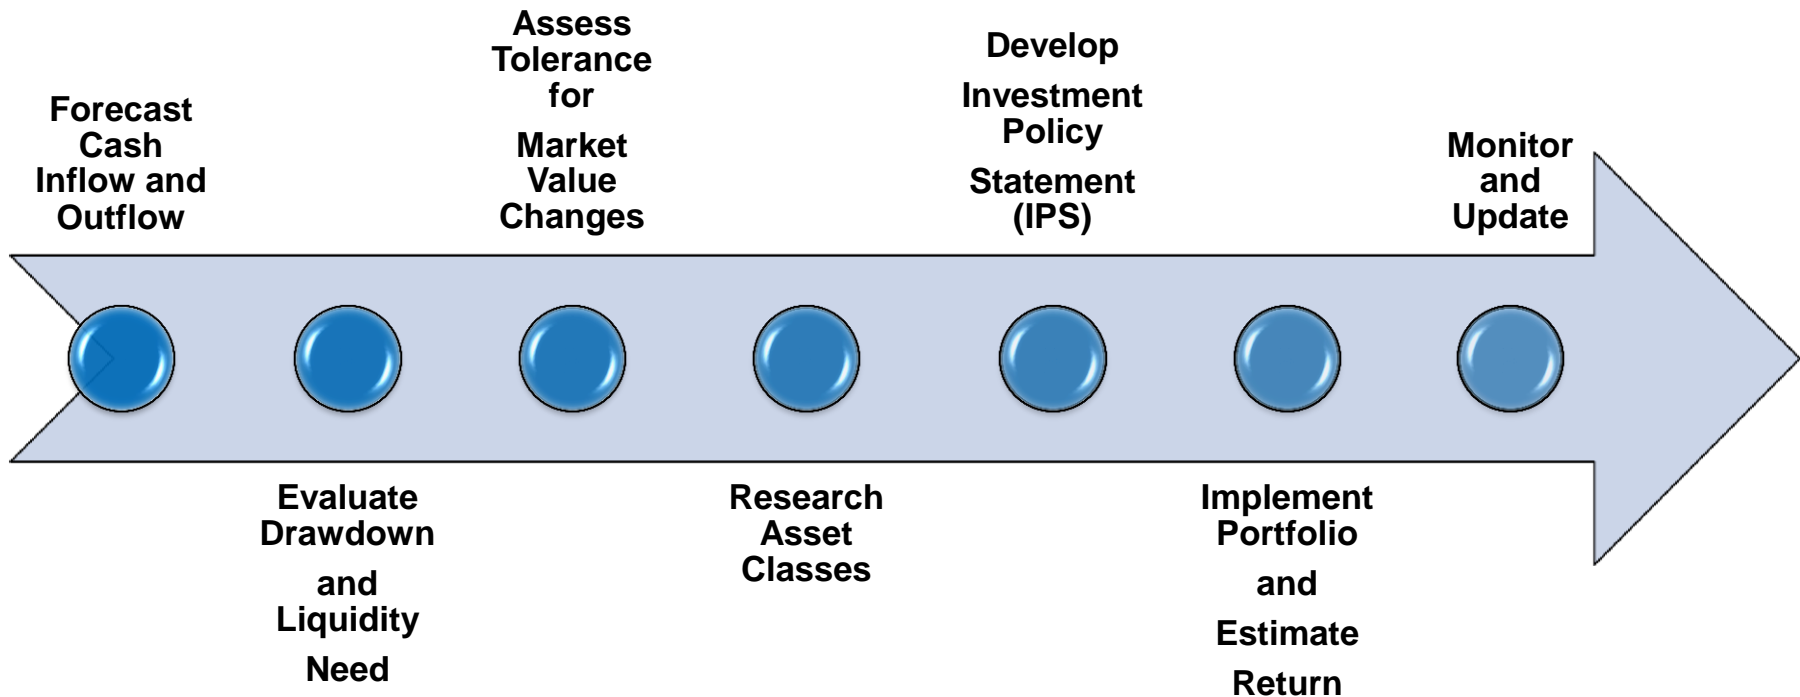 Forecast
Cash
Inflow and
Outflow
Evaluate
Drawdown
and
Liquidity
Need
Assess
Tolerance
for
Market
Value
Changes
Research
Asset
Classes
Develop
Investment
Policy
Statement
(IPS)
Implement
Portfolio
and
Estimate
Return
Monitor
and
Update